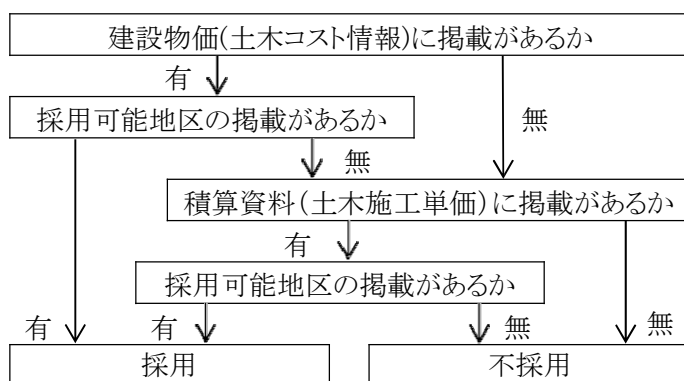 建設物価(土木コスト情報)に掲載があるか
有
採用可能地区の掲載があるか
無
無
積算資料(土木施工単価)に掲載があるか
有
採用可能地区の掲載があるか
有
有
無
無
採用
不採用